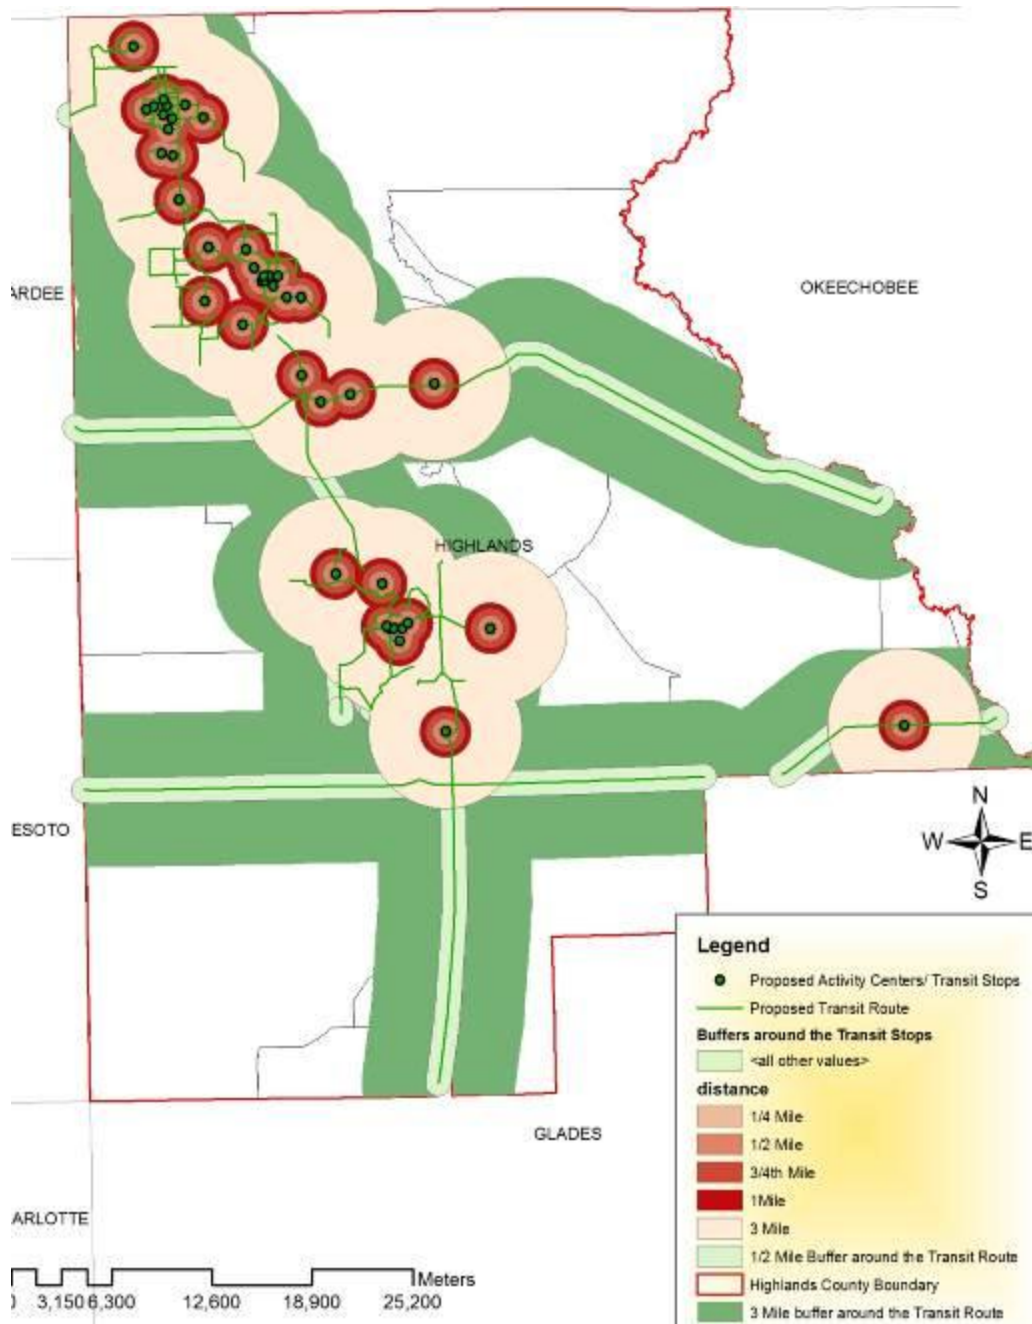 ARDEE
OKEECHOBEE
HIGHLANDS
ESOTO
N
W E
S
Legend
Proposed Activity Centers/ Transit Stops
Proposed Transit Route
Buffers around the Transit Stops
<all other values>
distance
1/4 Mile
1/2 Mile
3/4th Mile
1Mile
3 Mile
1/2 Mile Buffer around the Transit Route
Highlands County Boundary
3 Mile buffer around the Transit Route
GLADES
ARLOTTE
Meters
0 3,150 6,300 12,600 18,900 25,200